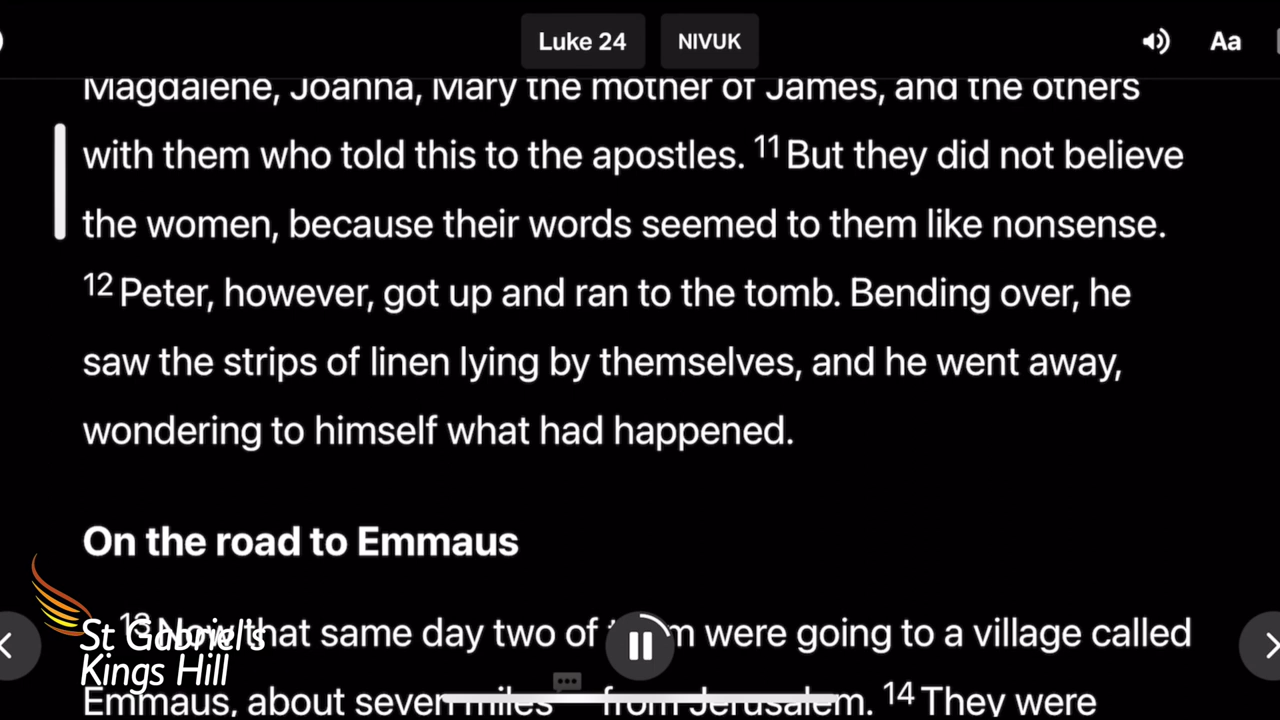 Luke 24 NIVUK Aa
Magdalene, Joanna, Mary the mother of James, and the others
with them who told this to the apostles. 11 But they did not believe
the women, because their words seemed to them like nonsense.
12 Peter, however, got up and ran to the tomb. Bending over, he
saw the strips of linen lying by themselves, and he went away,
wondering to himself what had happened.
On the road to Emmaus
13 Now that same day two of them were going to a village called
Emmaus, about seven miles from Jerusalem. 14 They were
St Gabriel's
Kings Hill